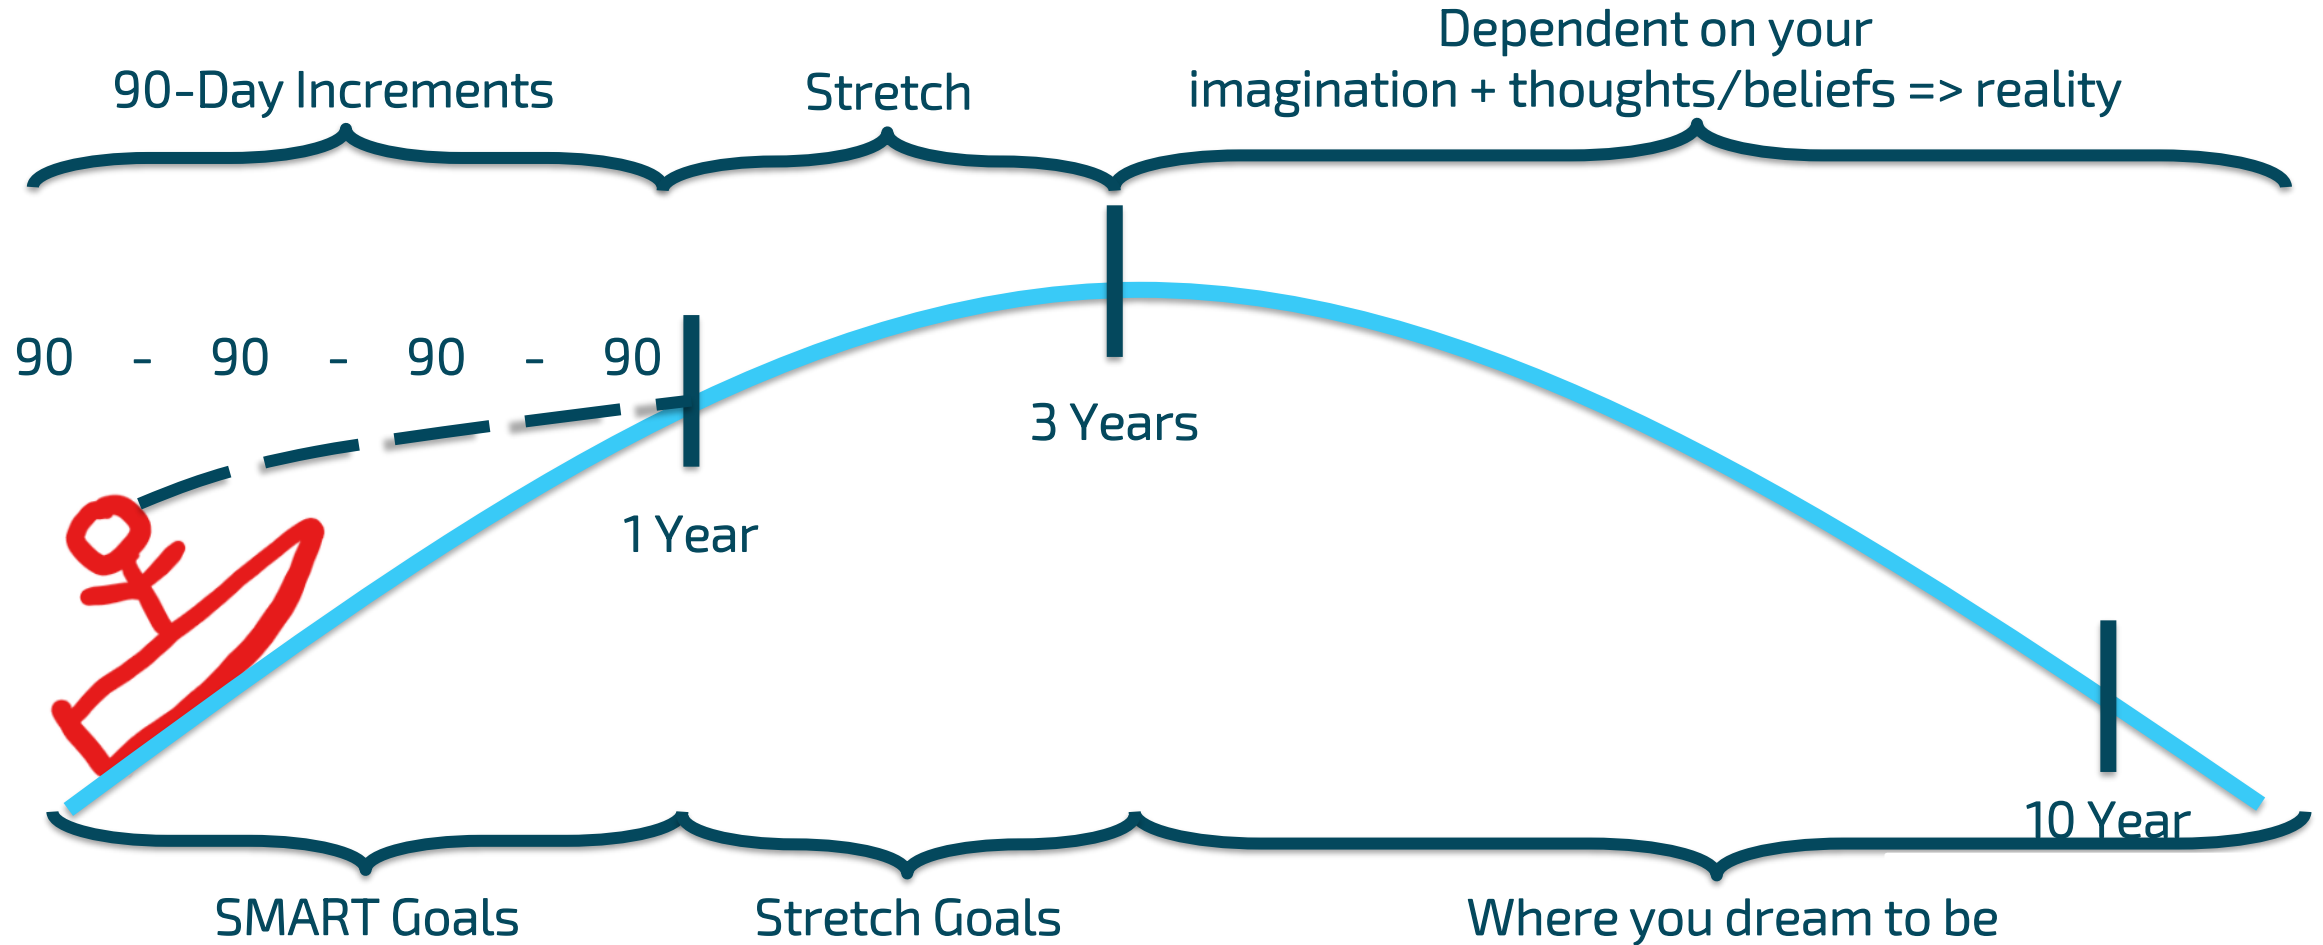 90-Day Increments
Stretch
Dependent on your
imagination + thoughts/beliefs => reality
90 - 90 - 90 - 90
3 Years
1 Year
10 Year
SMART Goals
Stretch Goals
Where you dream to be